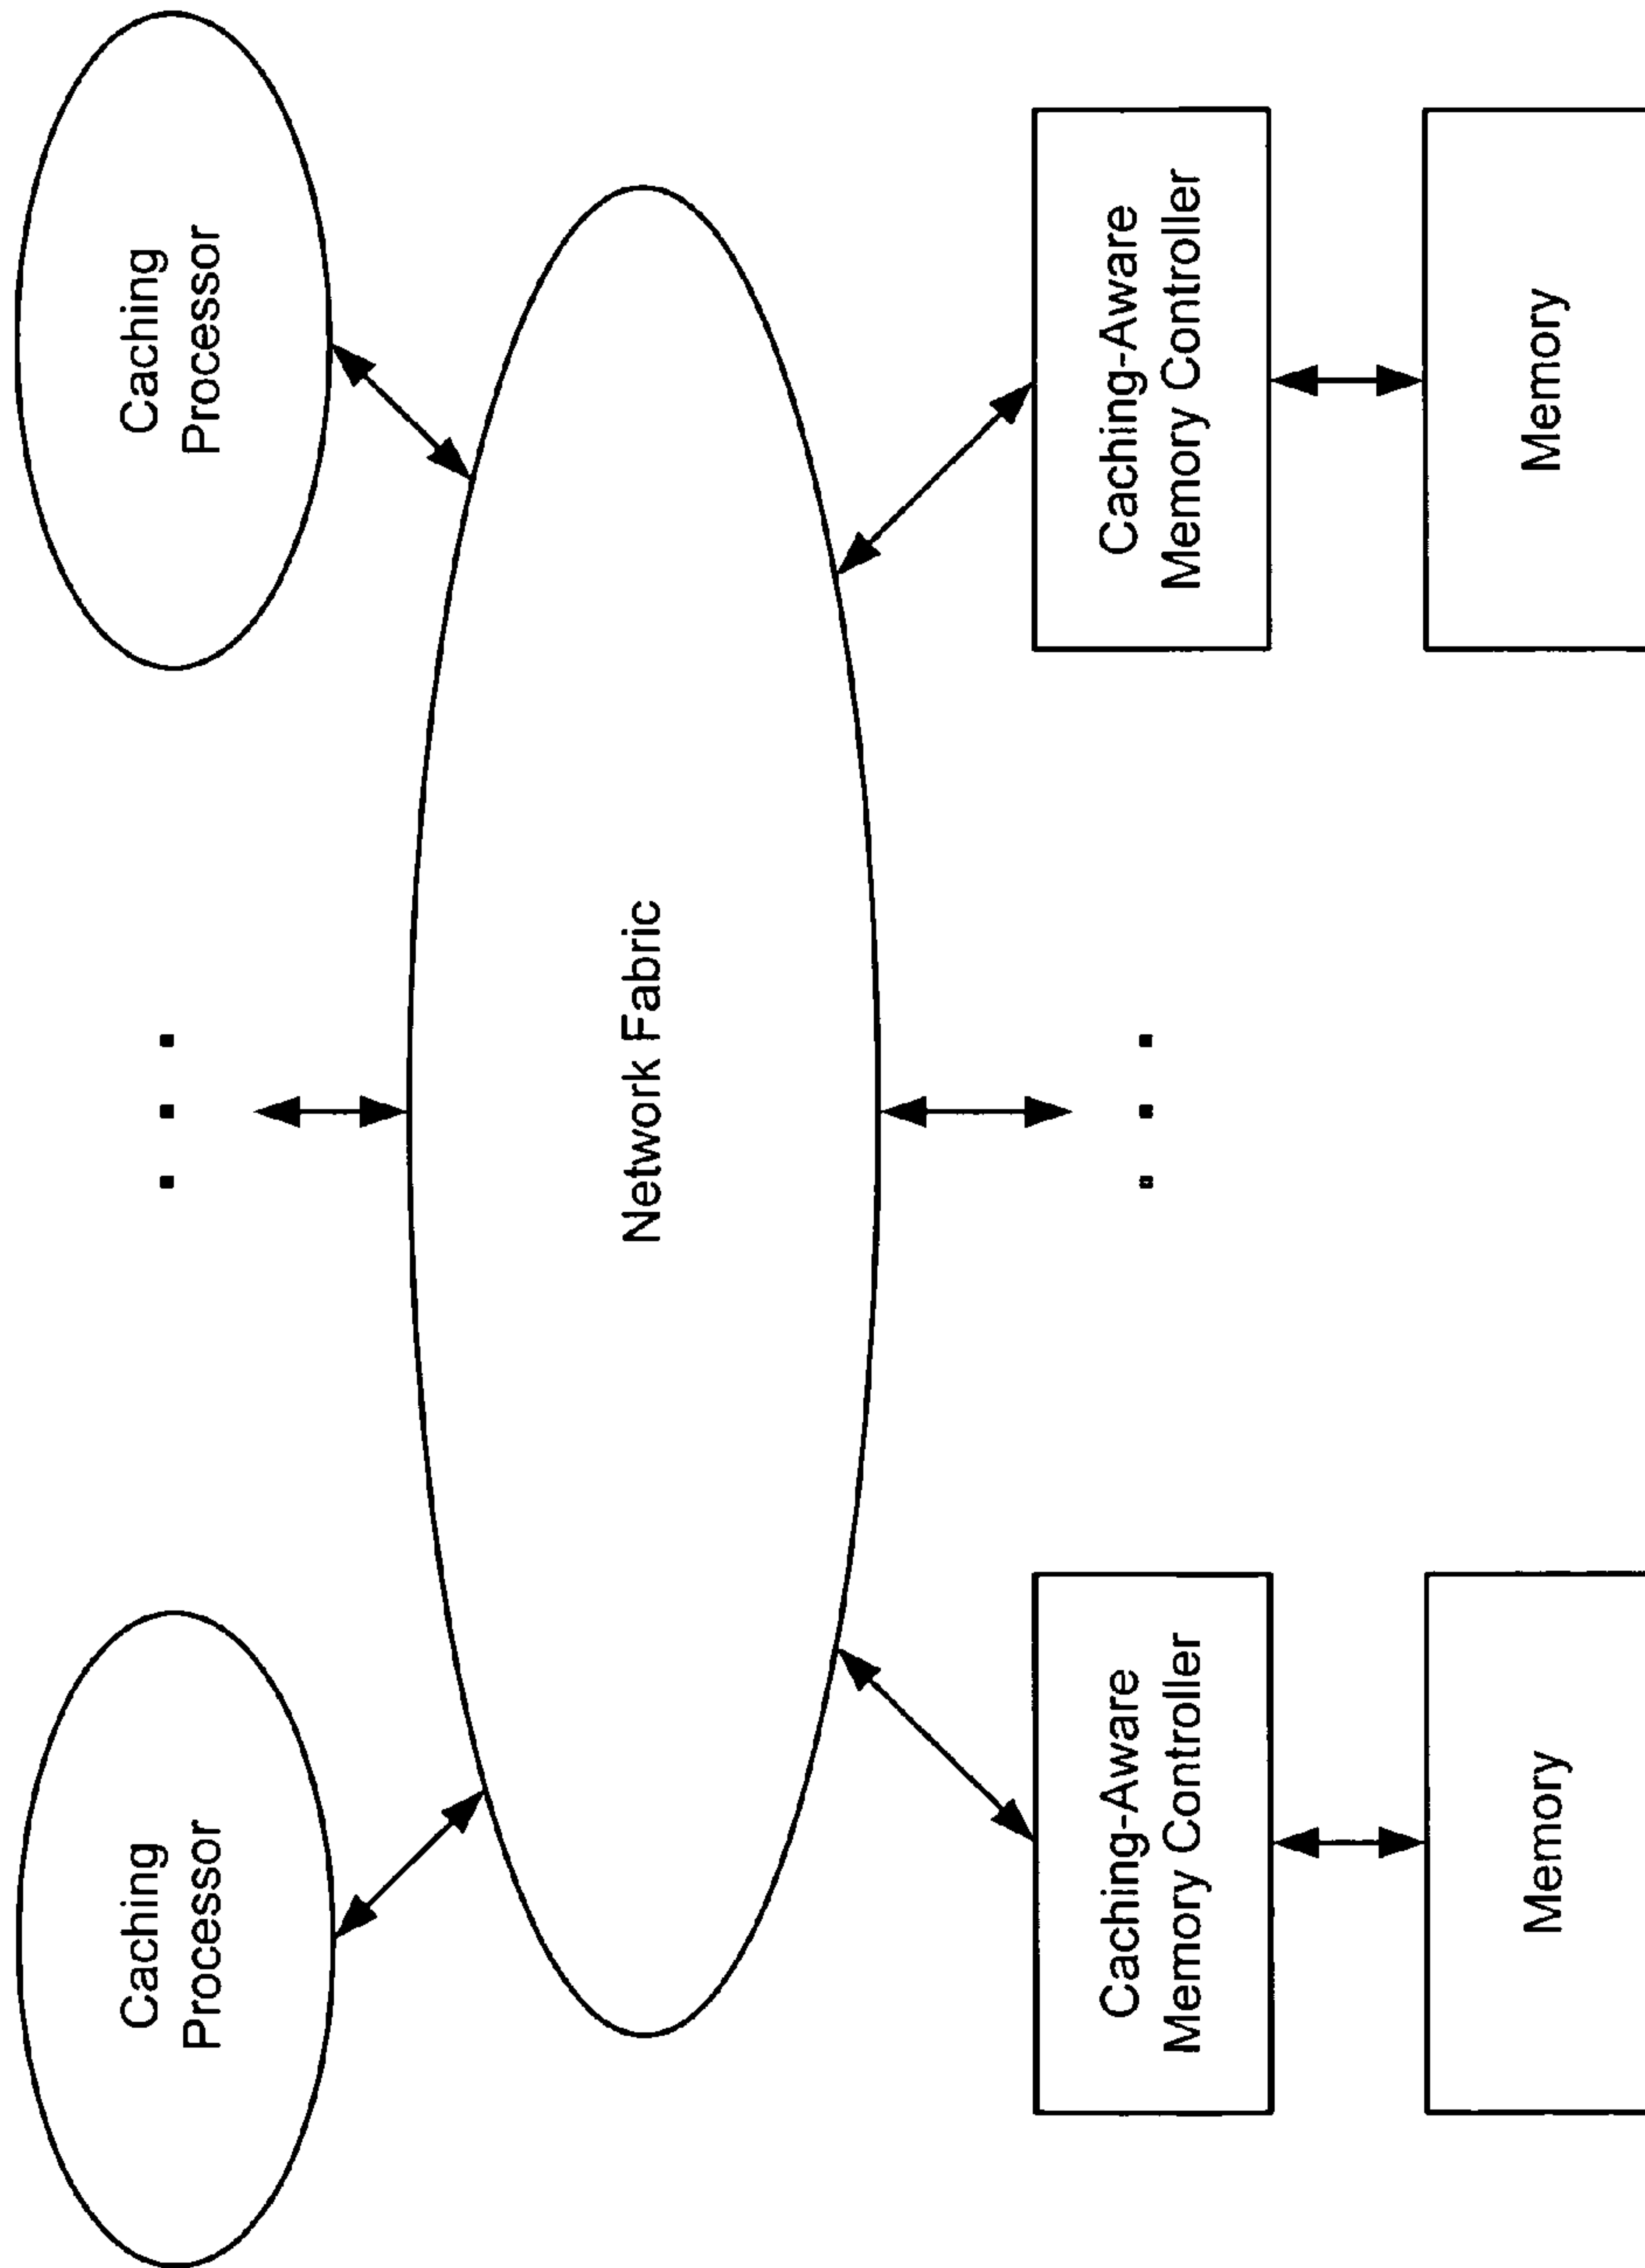 Caching
Processor
Caching
Processor
. . .
Network Fabric
. . .
Caching-Aware
Memory Controller
Caching-Aware
Memory Controller
Memory
Memory